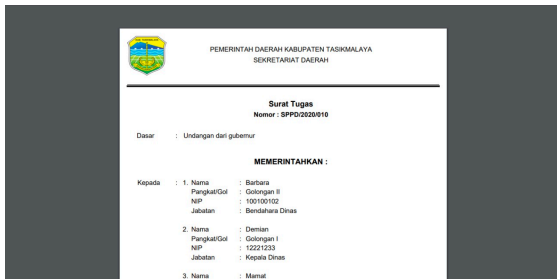 PEMERINTAH DAERAH KABUPATEN TASIKMALAYA
SEKRETARIAT DAERAH
Surat Tugas
Nomor : SPPD/2020/010
Dasar : Undangan dari gubernur
MEMERINTAHKAN :
Kepada : 1. Nama : Barbara
Pangkat/Gol : Golongan II
NIP : 100100102
Jabatan : Bendahara Dinas
2. Nama : Demian
Pangkat/Gol : Golongan I
NIP : 12221233
Jabatan : Kepala Dinas
3. Nama : Mamat